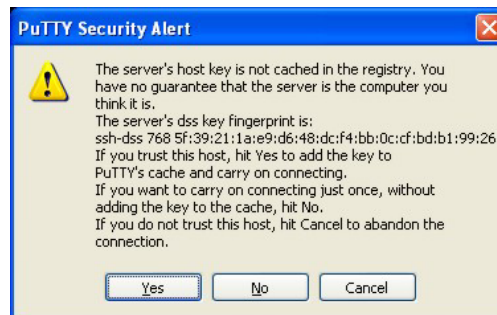 PuTTY Security Alert
The server's host key is not cached in the registry. You
have no guarantee that the server is the computer you
think it is.
The server's dss key fingerprint is:
ssh-dss 768 5f:39:21:1a:e9:d6:48:dc:f4:bb:0c:cf:bd:b1:99:26
If you trust this host, hit Yes to add the key to
PuTTY's cache and carry on connecting.
If you want to carry on connecting just once, without
adding the key to the cache, hit No.
If you do not trust this host, hit Cancel to abandon the
connection.
Yes No Cancel